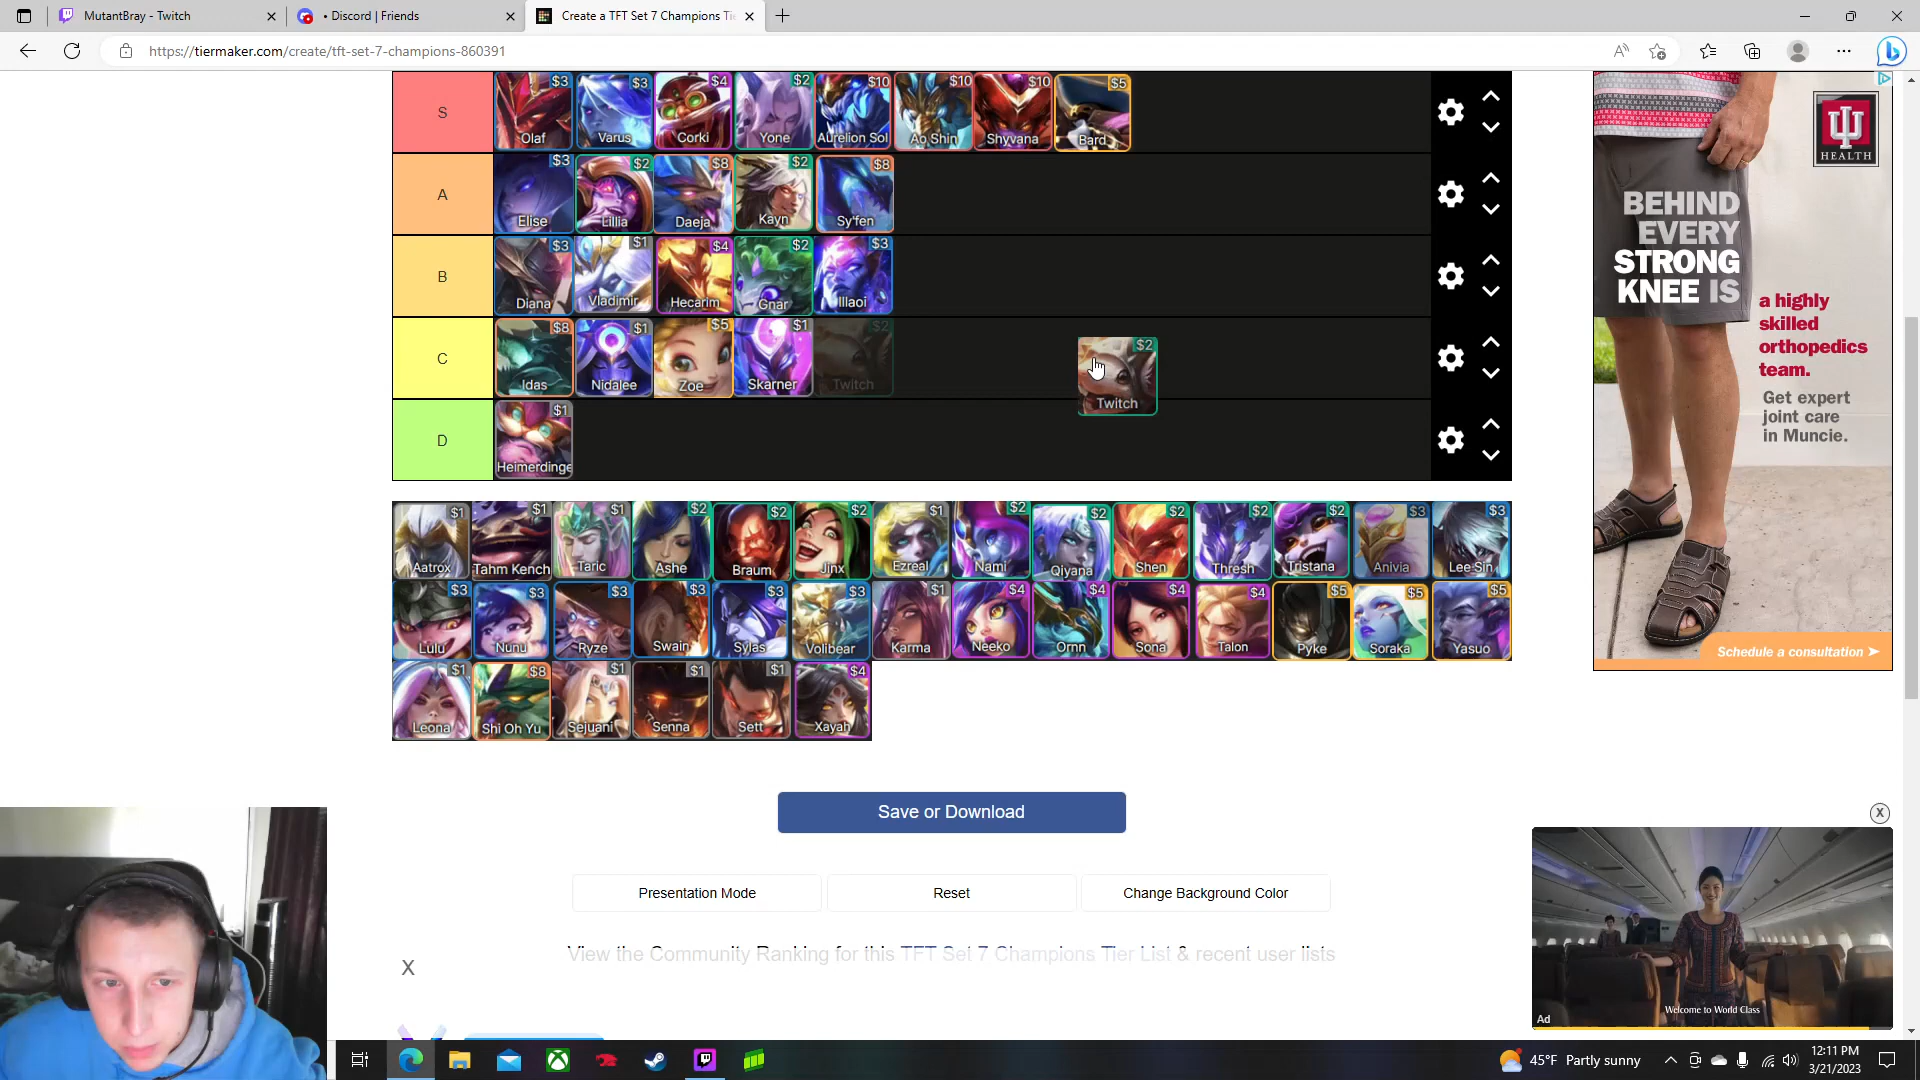 MutantBray - Twitch
• Discord | Friends
Create a TFT Set 7 Champions Tie
https://tiermaker.com/create/tft-set-7-champions-860391
S
$3 Olaf
$3 Varus
$4 Corki
$2 Yone
$10 Aurelion Sol
$10 Ao Shin
$10 Shyvana
$5 Bard
A
$3 Elise
$2 Lillia
$8 Daeja
$2 Kayn
$8 Sy'fen
B
$3 Diana
$1 Vladimir
$4 Hecarim
$2 Gnar
$3 Illaoi
C
$8 Idas
$1 Nidalee
$5 Zoe
$1 Skarner
$2 Twitch
$2 Twitch
D
$1 Heimerdinge
$1 Aatrox
$1 Tahm Kench
$1 Taric
$2 Ashe
$2 Braum
$2 Jinx
$1 Ezreal
$2 Nami
$2 Qiyana
$2 Shen
$2 Thresh
$2 Tristana
$3 Anivia
$3 Lee Sin
$3 Lulu
$3 Nunu
$3 Ryze
$3 Swain
$3 Sylas
$3 Volibear
$1 Karma
$4 Neeko
$4 Ornn
$4 Sona
$4 Talon
$5 Pyke
$5 Soraka
$5 Yasuo
$1 Leona
$8 Shi Oh Yu
$1 Sejuani
$1 Senna
$1 Sett
$4 Xayah
Save or Download
Presentation Mode
Reset
Change Background Color
View the Community Ranking for this TFT Set 7 Champions Tier List & recent user lists
X
HEALTH
BEHIND
EVERY
STRONG
KNEE IS
a highly
skilled
orthopedics
team.
Get expert
joint care
in Muncie.
Schedule a consultation
X
Welcome to World Class
Ad
45°F Partly sunny
12:11 PM
3/21/2023